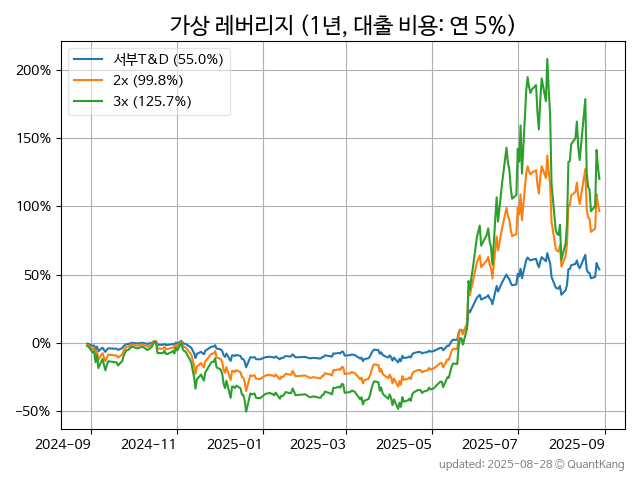 가상 레버리지 (1년, 대출 비용: 연 5%)
서부T&D (55.0%)
2x (99.8%)
3x (125.7%)
200%
150%
100%
50%
0%
−50%
2024-09 2024-11 2025-01 2025-03 2025-05 2025-07 2025-09
updated: 2025-08-28 © QuantKang